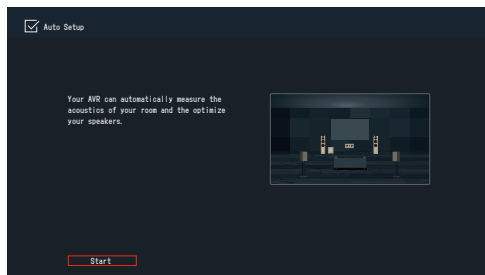 Auto Setup
Your AVR can automatically measure the
acoustics of your room and the optimize
your speakers.
Start